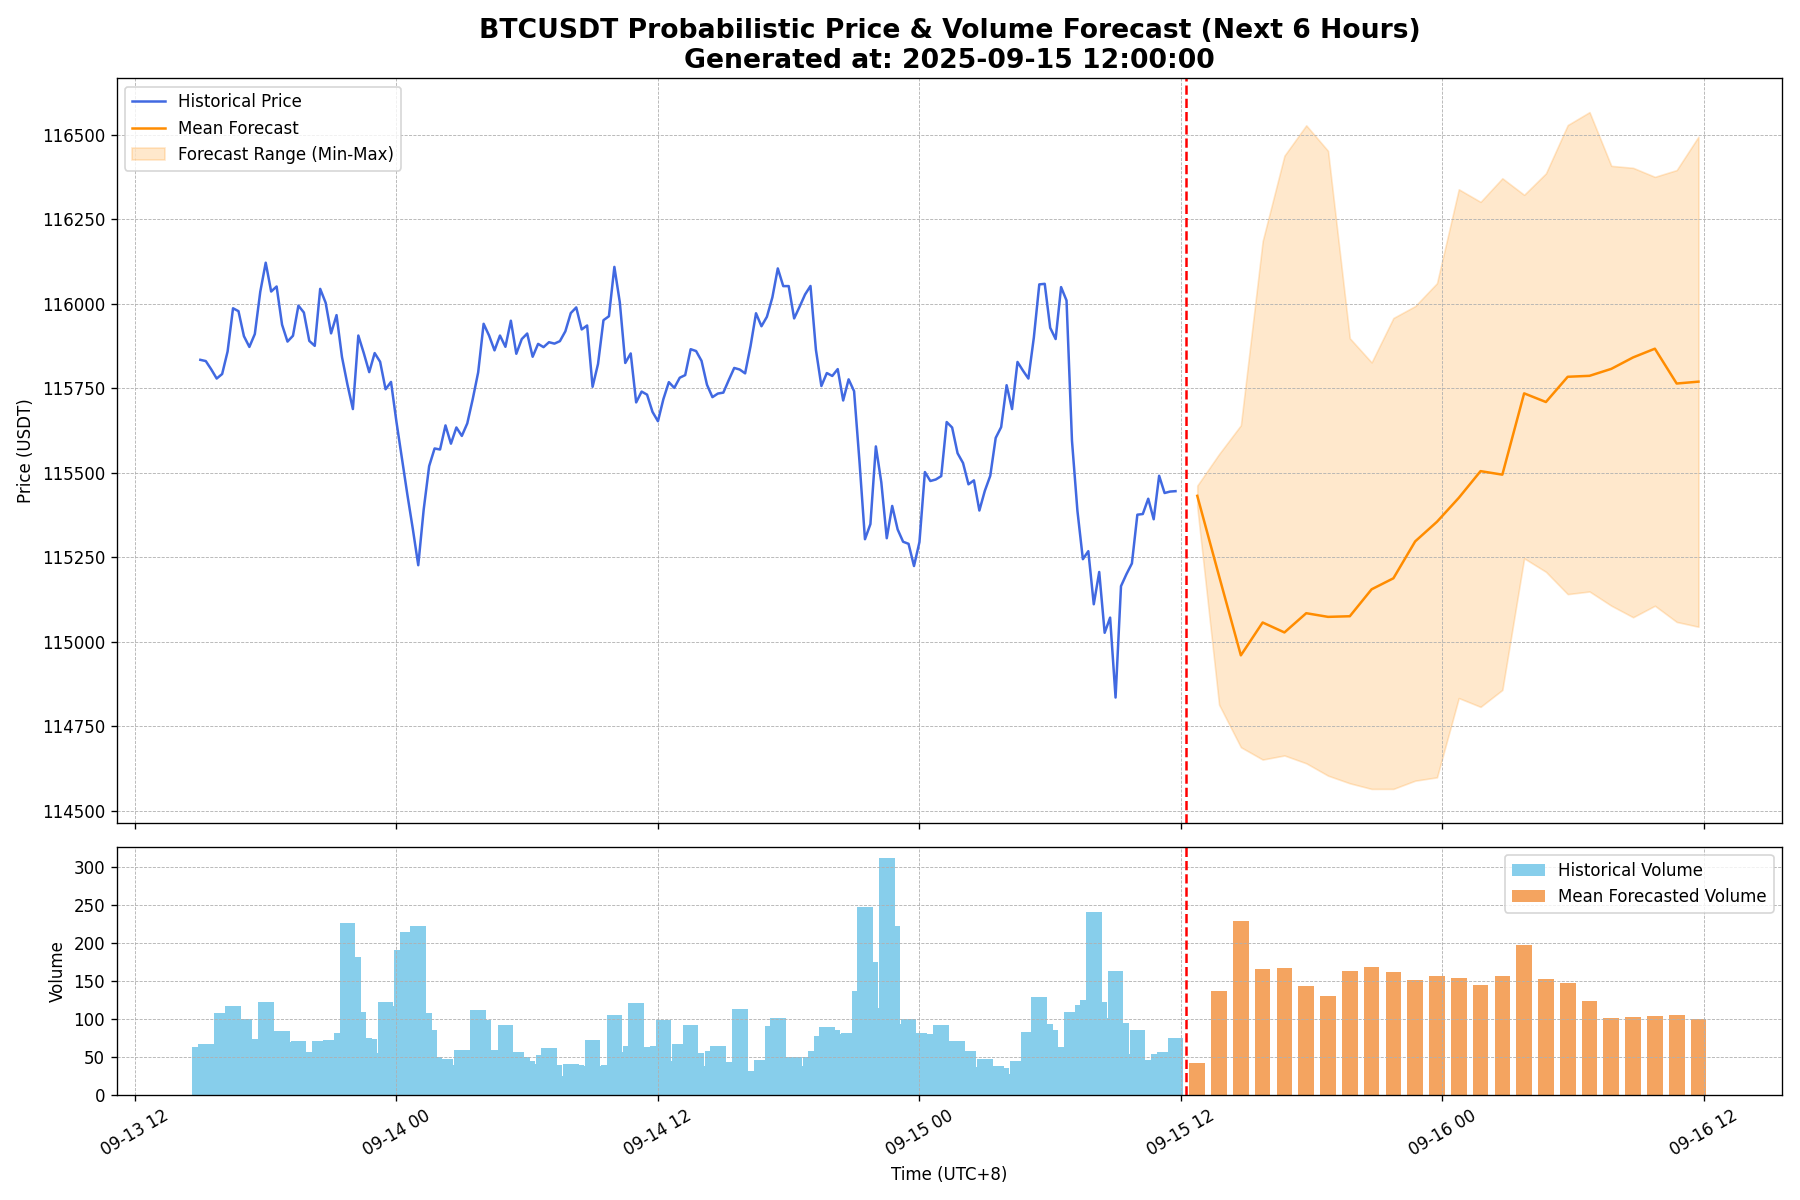 BTCUSDT Probabilistic Price & Volume Forecast (Next 6 Hours)
Generated at: 2025-09-15 12:00:00
Historical Price
Mean Forecast
Forecast Range (Min-Max)
116500
116250
116000
115750
115500
115250
115000
114750
114500
Price (USDT)
Historical Volume
Mean Forecasted Volume
300
250
200
150
100
50
0
Volume
09-13 12
09-14 00
09-14 12
09-15 00
09-15 12
09-16 00
09-16 12
Time (UTC+8)